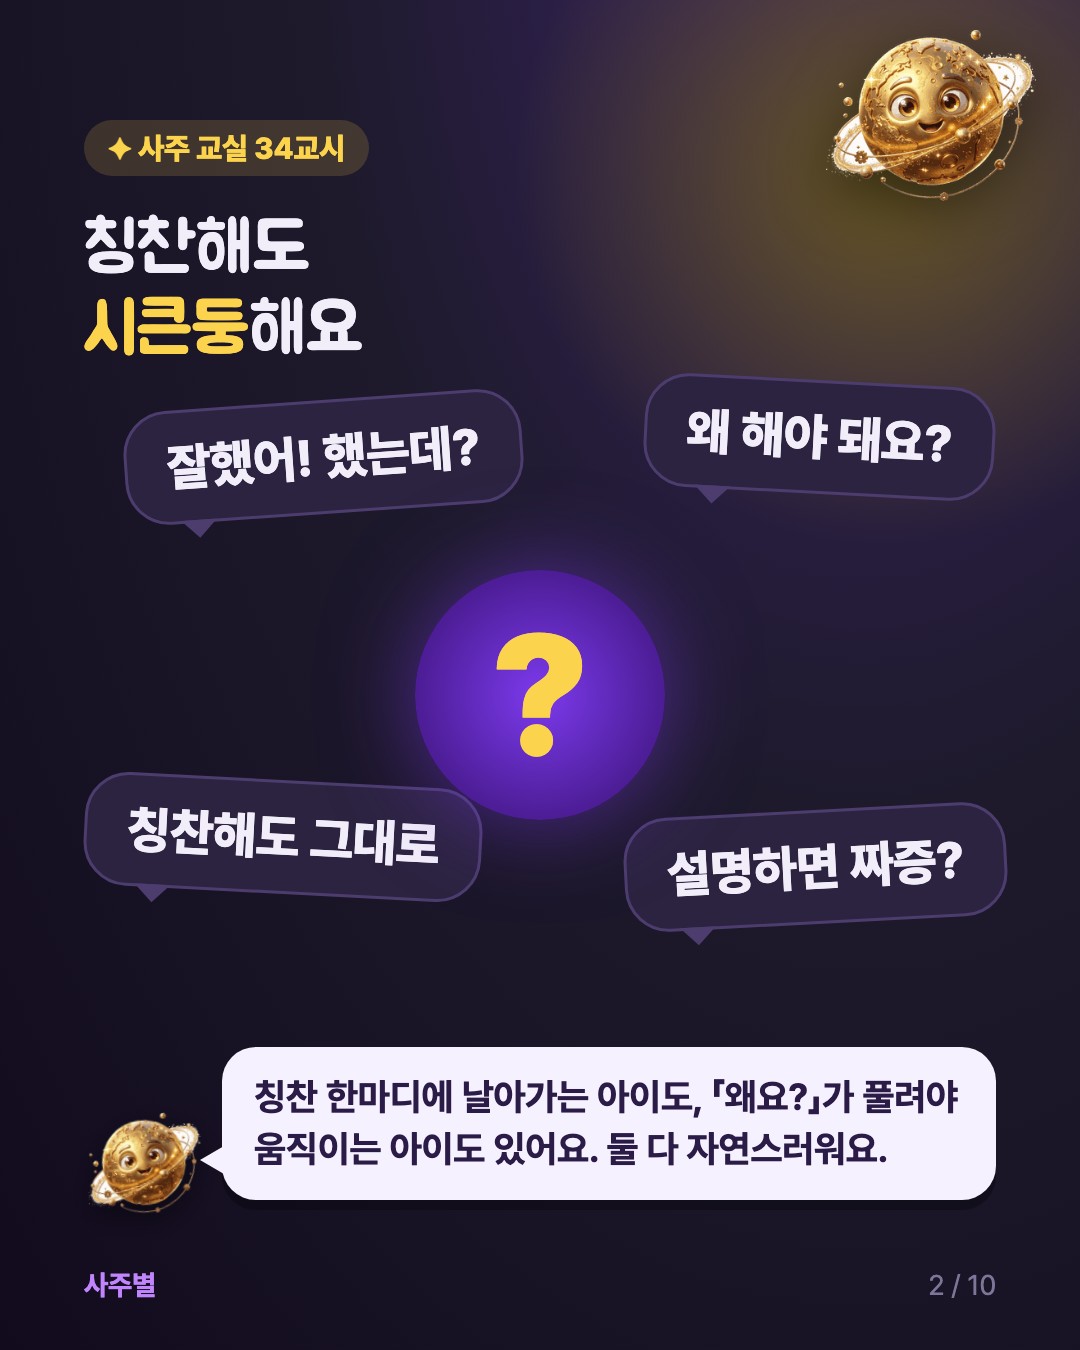 ✦ 사주 교실 34교시
칭찬해도
시큰둥해요
잘했어! 했는데?
왜 해야 돼요?
?
칭찬해도 그대로
설명하면 짜증?
칭찬 한마디에 날아가는 아이도, 「왜요?」가 풀려야
움직이는 아이도 있어요. 둘 다 자연스러워요.
사주별
2 / 10